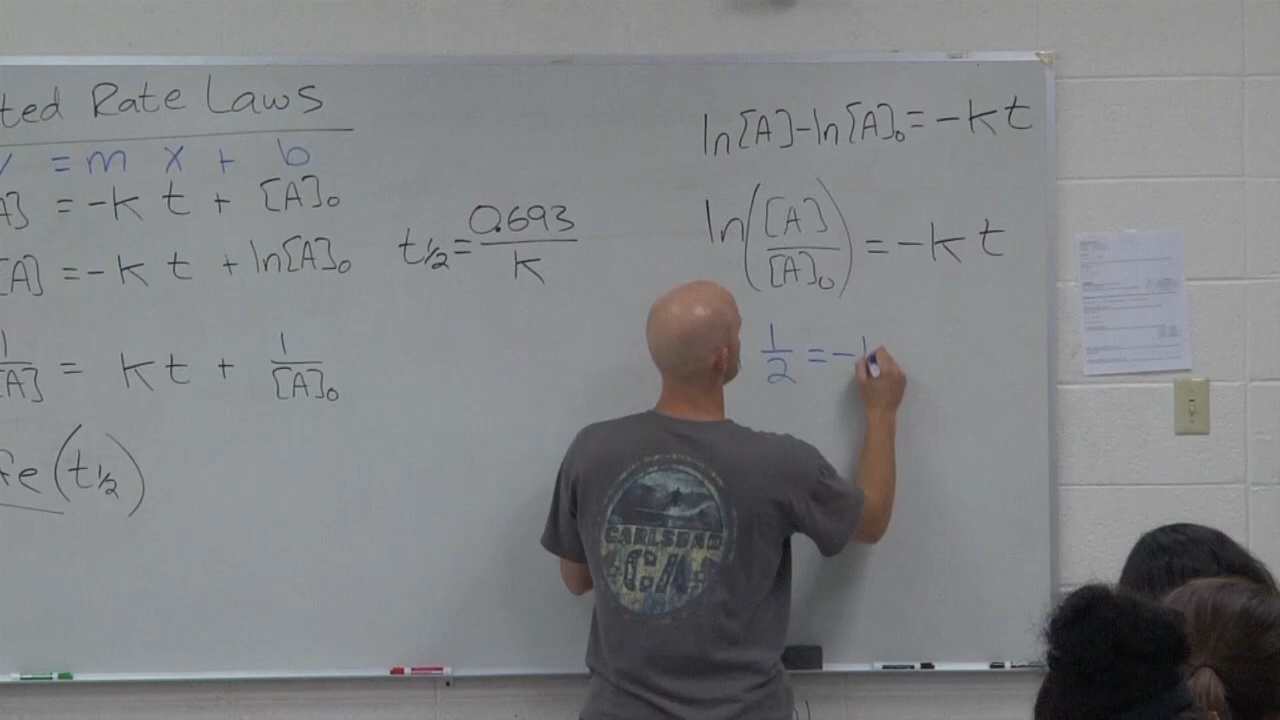 ted Rate Laws
y = m x + b
A] = -k t + [A]₀
[A] = -k t + ln[A]₀
1/[A] = k t + 1/[A]₀
fe (t½)
t½ = 0.693/k
ln[A]-ln[A]₀ = -k t
ln([A]/[A]₀) = -k t
1/2 = -
CARLSBAD
CA